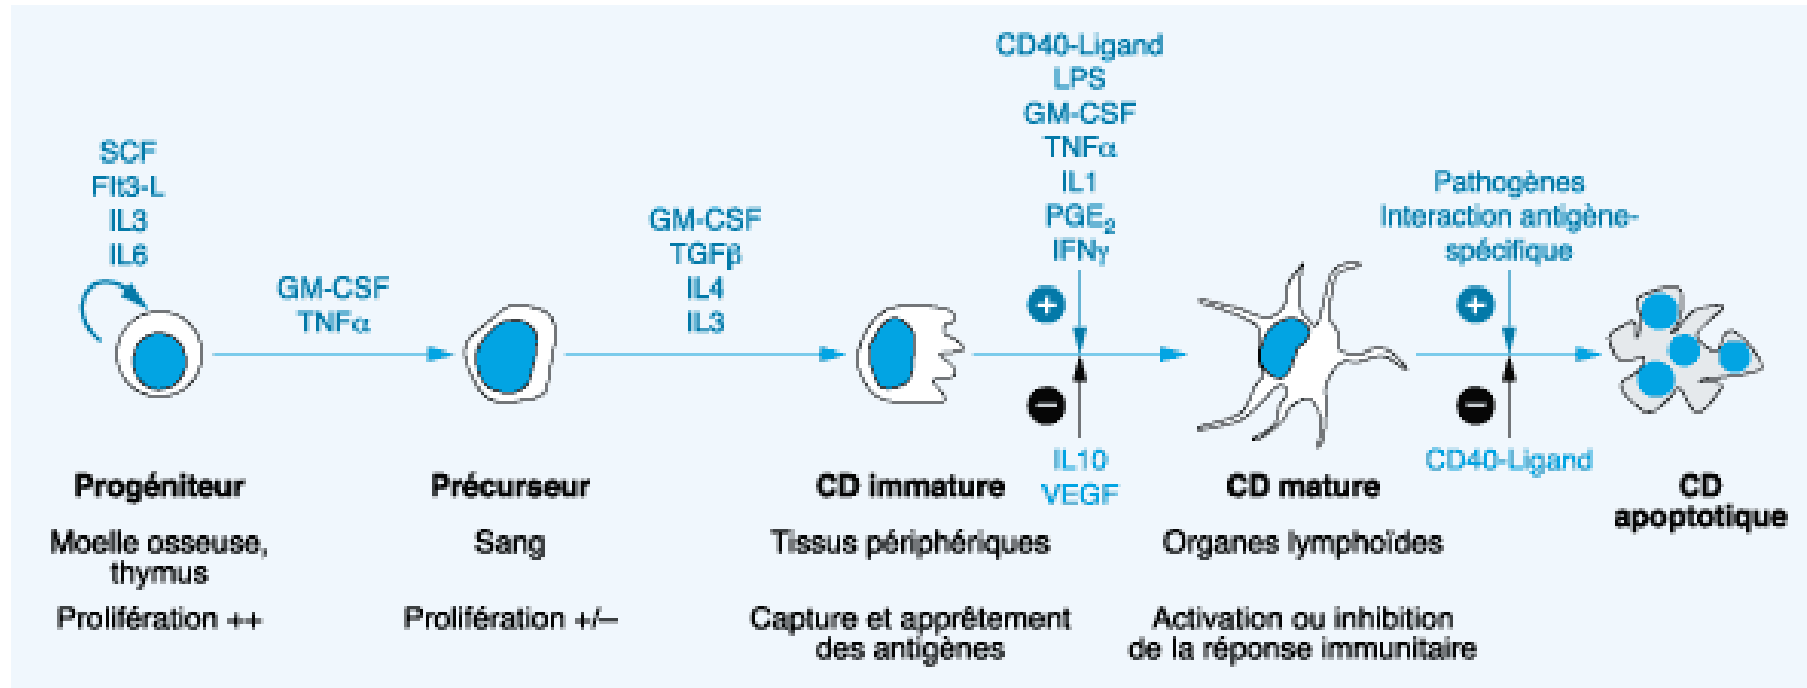 CD40-Ligand
LPS
GM-CSF
TNFα
IL1
PGE₂
IFNγ
SCF
Flt3-L
IL3
IL6
GM-CSF
TNFα
GM-CSF
TGFβ
IL4
IL3
Pathogènes
Interaction antigène-
spécifique
+
+
−
−
IL10
VEGF
CD40-Ligand
Progéniteur
Précurseur
CD immature
CD mature
CD
apoptotique
Moelle osseuse,
thymus
Sang
Tissus périphériques
Organes lymphoïdes
Prolifération ++
Prolifération +/−
Capture et apprêtement
des antigènes
Activation ou inhibition
de la réponse immunitaire